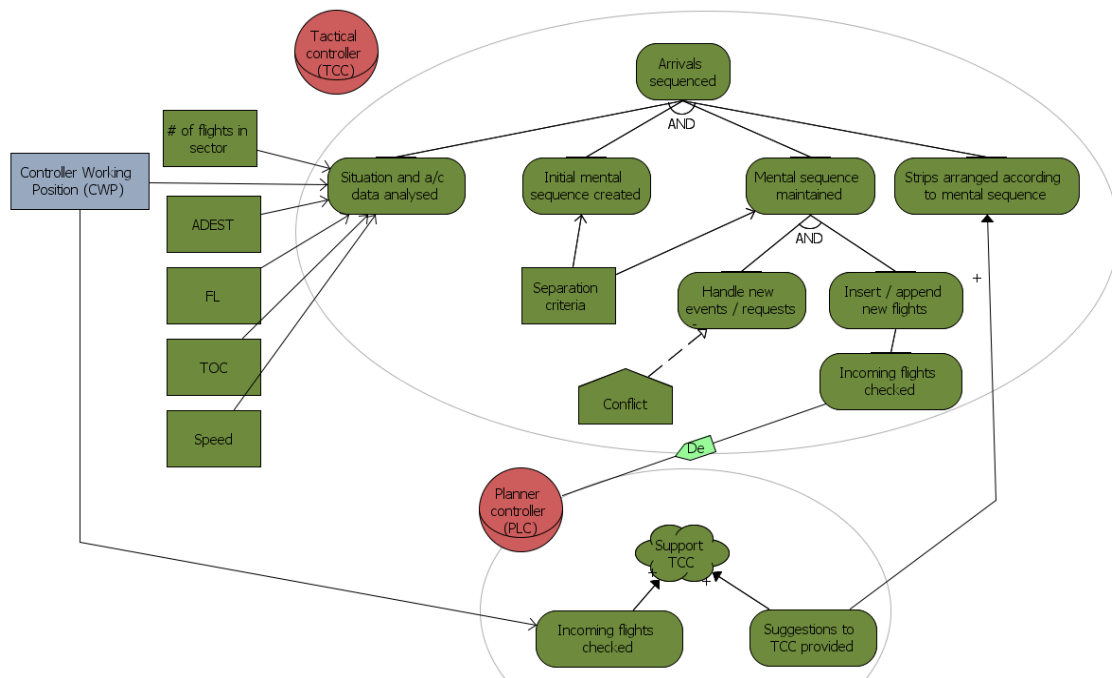 Tactical
controller
(TCC)
Arrivals
sequenced
AND
# of flights in
sector
Controller Working
Position (CWP)
Situation and a/c
data analysed
Initial mental
sequence created
Mental sequence
maintained
Strips arranged according
to mental sequence
ADEST
AND
FL
Separation
criteria
Handle new
events / requests
-
Insert / append
new flights
+
TOC
Incoming flights
checked
Conflict
Speed
De
Planner
controller
(PLC)
Support
TCC
+
+
Incoming flights
checked
Suggestions to
TCC provided